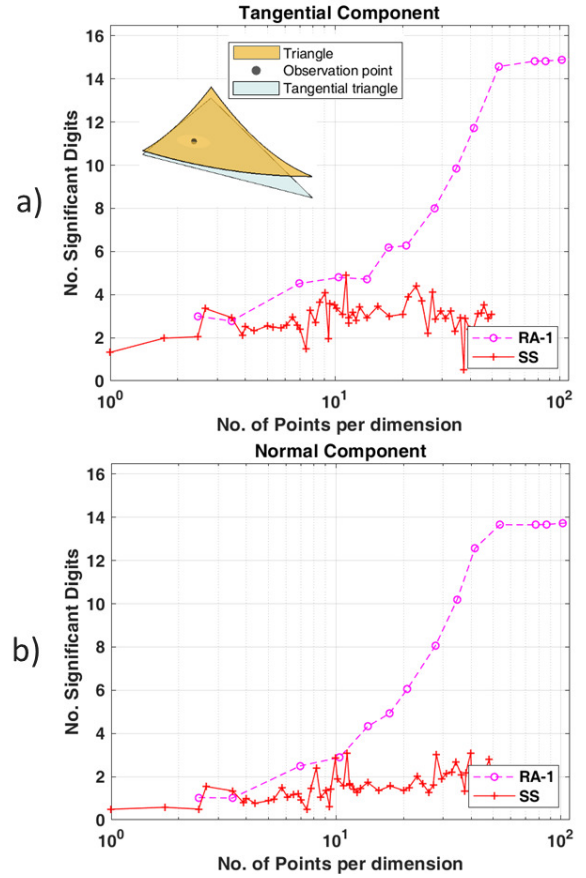 Tangential Component
a)
No. Significant Digits
16
14
12
10
8
6
4
2
0
Triangle
Observation point
Tangential triangle
RA-1
SS
10^0
10^1
10^2
No. of Points per dimension
Normal Component
b)
No. Significant Digits
16
14
12
10
8
6
4
2
0
RA-1
SS
10^0
10^1
10^2
No. of Points per dimension